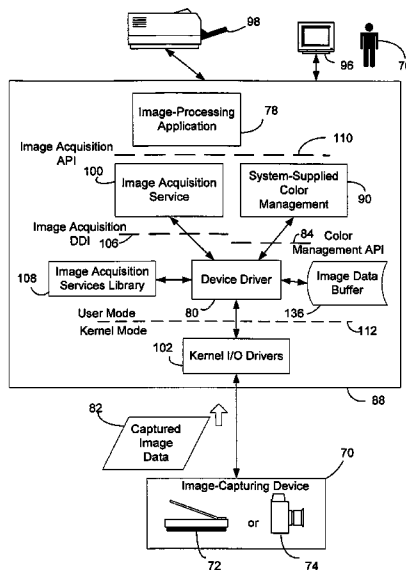 98
96
76
Image-Processing
Application
78
Image Acquisition
API
110
100
Image Acquisition
Service
System-Supplied
Color
Management
90
Image Acquisition
DDI
106
84
Color
Management API
108
Image Acquisition
Services Library
Device Driver
Image Data
Buffer
80
136
User Mode
Kernel Mode
112
102
Kernel I/O Drivers
82
88
Captured
Image
Data
70
Image-Capturing Device
or
72
74